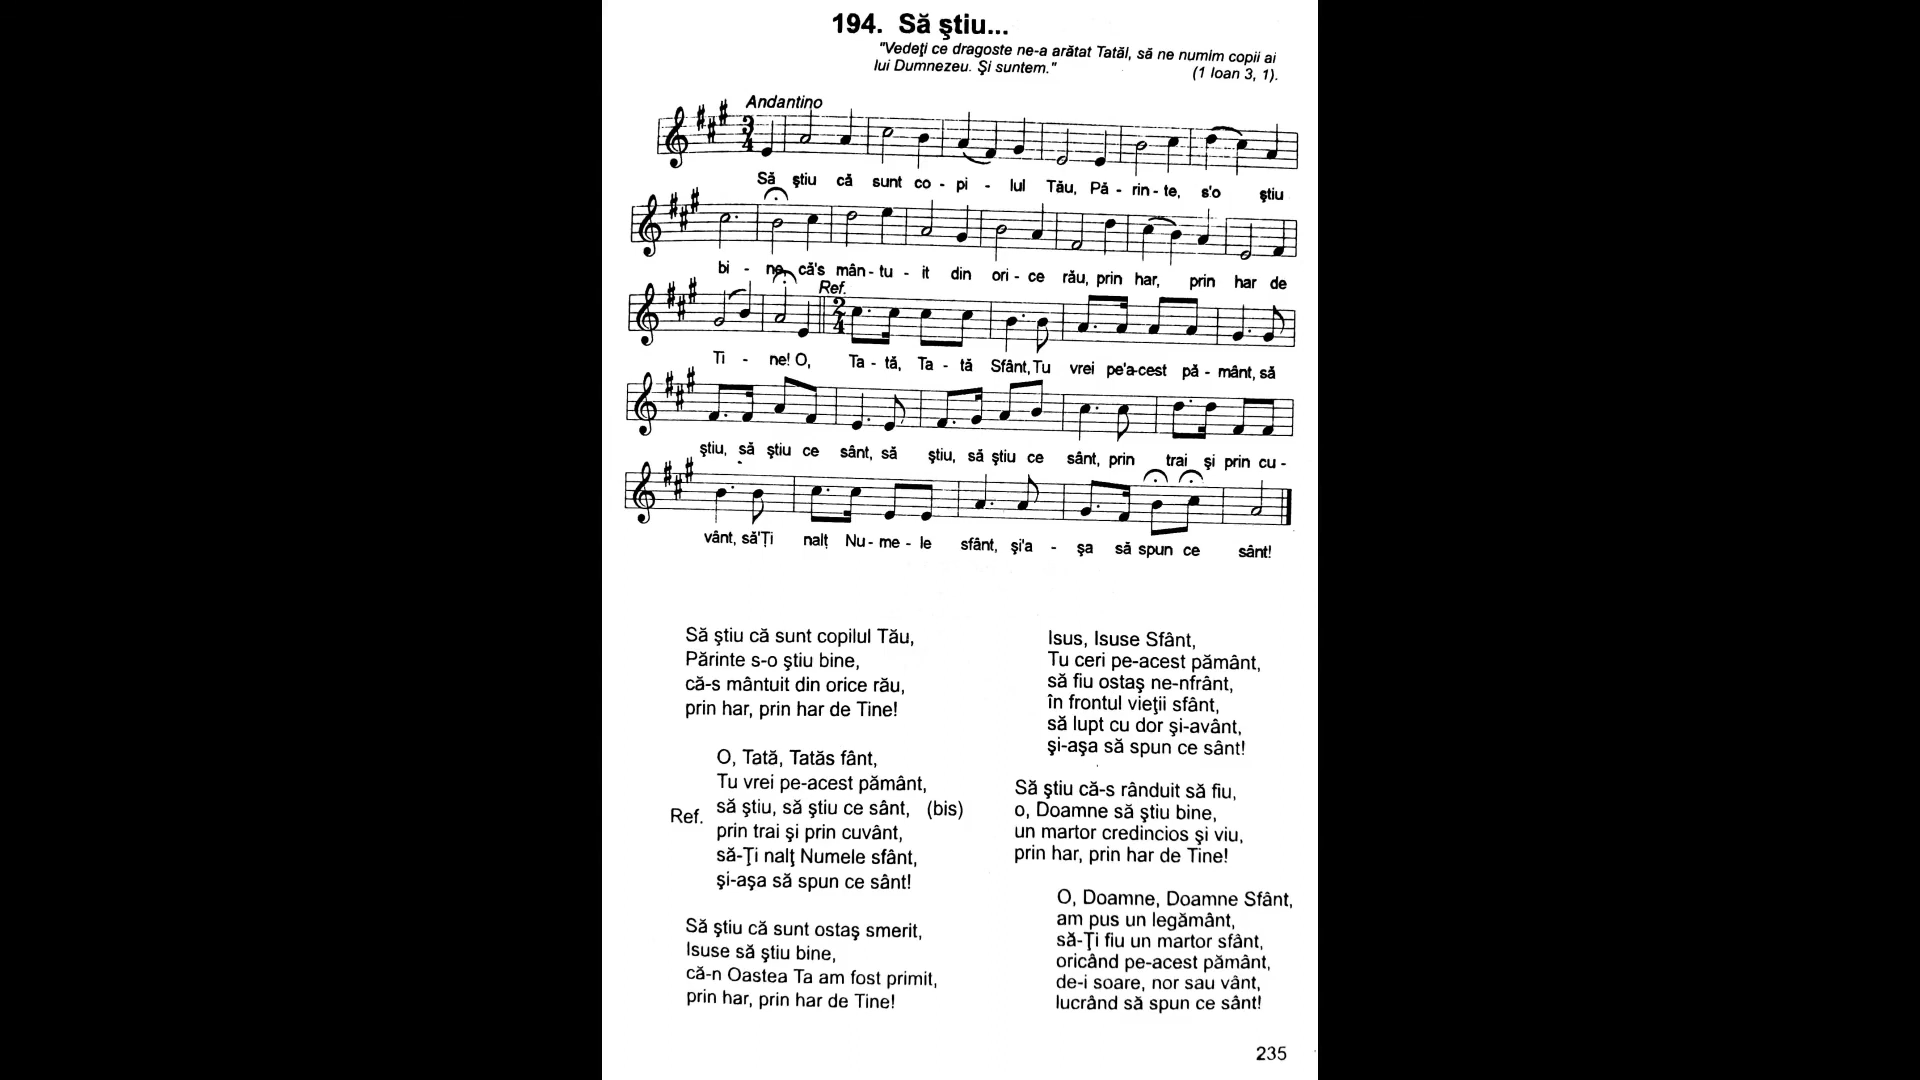 194. Să ştiu...
"Vedeţi ce dragoste ne-a arătat Tatăl, să ne numim copii ai
lui Dumnezeu. Şi suntem." (1 Ioan 3, 1).
Andantino
3
4
Să ştiu că sunt co - pi - lul Tău, Pă - rin - te, s'o ştiu
bi - ne, că's mân - tu - it din ori - ce rău, prin har, prin har de
Ref.
2
4
Ti - ne! O, Ta - tă, Ta - tă Sfânt, Tu vrei pe'a-cest pă - mânt, să
ştiu, să ştiu ce sânt, să ştiu, să ştiu ce sânt, prin trai şi prin cu -
vânt, să'Ţi nalţ Nu - me - le sfânt, şi'a - şa să spun ce sânt!
Să ştiu că sunt copilul Tău,
Părinte s-o ştiu bine,
că-s mântuit din orice rău,
prin har, prin har de Tine!
O, Tată, Tatăs fânt,
Tu vrei pe-acest pământ,
să ştiu, să ştiu ce sânt, (bis)
Ref.
prin trai şi prin cuvânt,
să-Ţi nalţ Numele sfânt,
şi-aşa să spun ce sânt!
Să ştiu că sunt ostaş smerit,
Isuse să ştiu bine,
că-n Oastea Ta am fost primit,
prin har, prin har de Tine!
Isus, Isuse Sfânt,
Tu ceri pe-acest pământ,
să fiu ostaş ne-nfrânt,
în frontul vieţii sfânt,
să lupt cu dor şi-avânt,
şi-aşa să spun ce sânt!
Să ştiu că-s rânduit să fiu,
o, Doamne să ştiu bine,
un martor credincios şi viu,
prin har, prin har de Tine!
O, Doamne, Doamne Sfânt,
am pus un legământ,
să-Ţi fiu un martor sfânt,
oricând pe-acest pământ,
de-i soare, nor sau vânt,
lucrând să spun ce sânt!
235